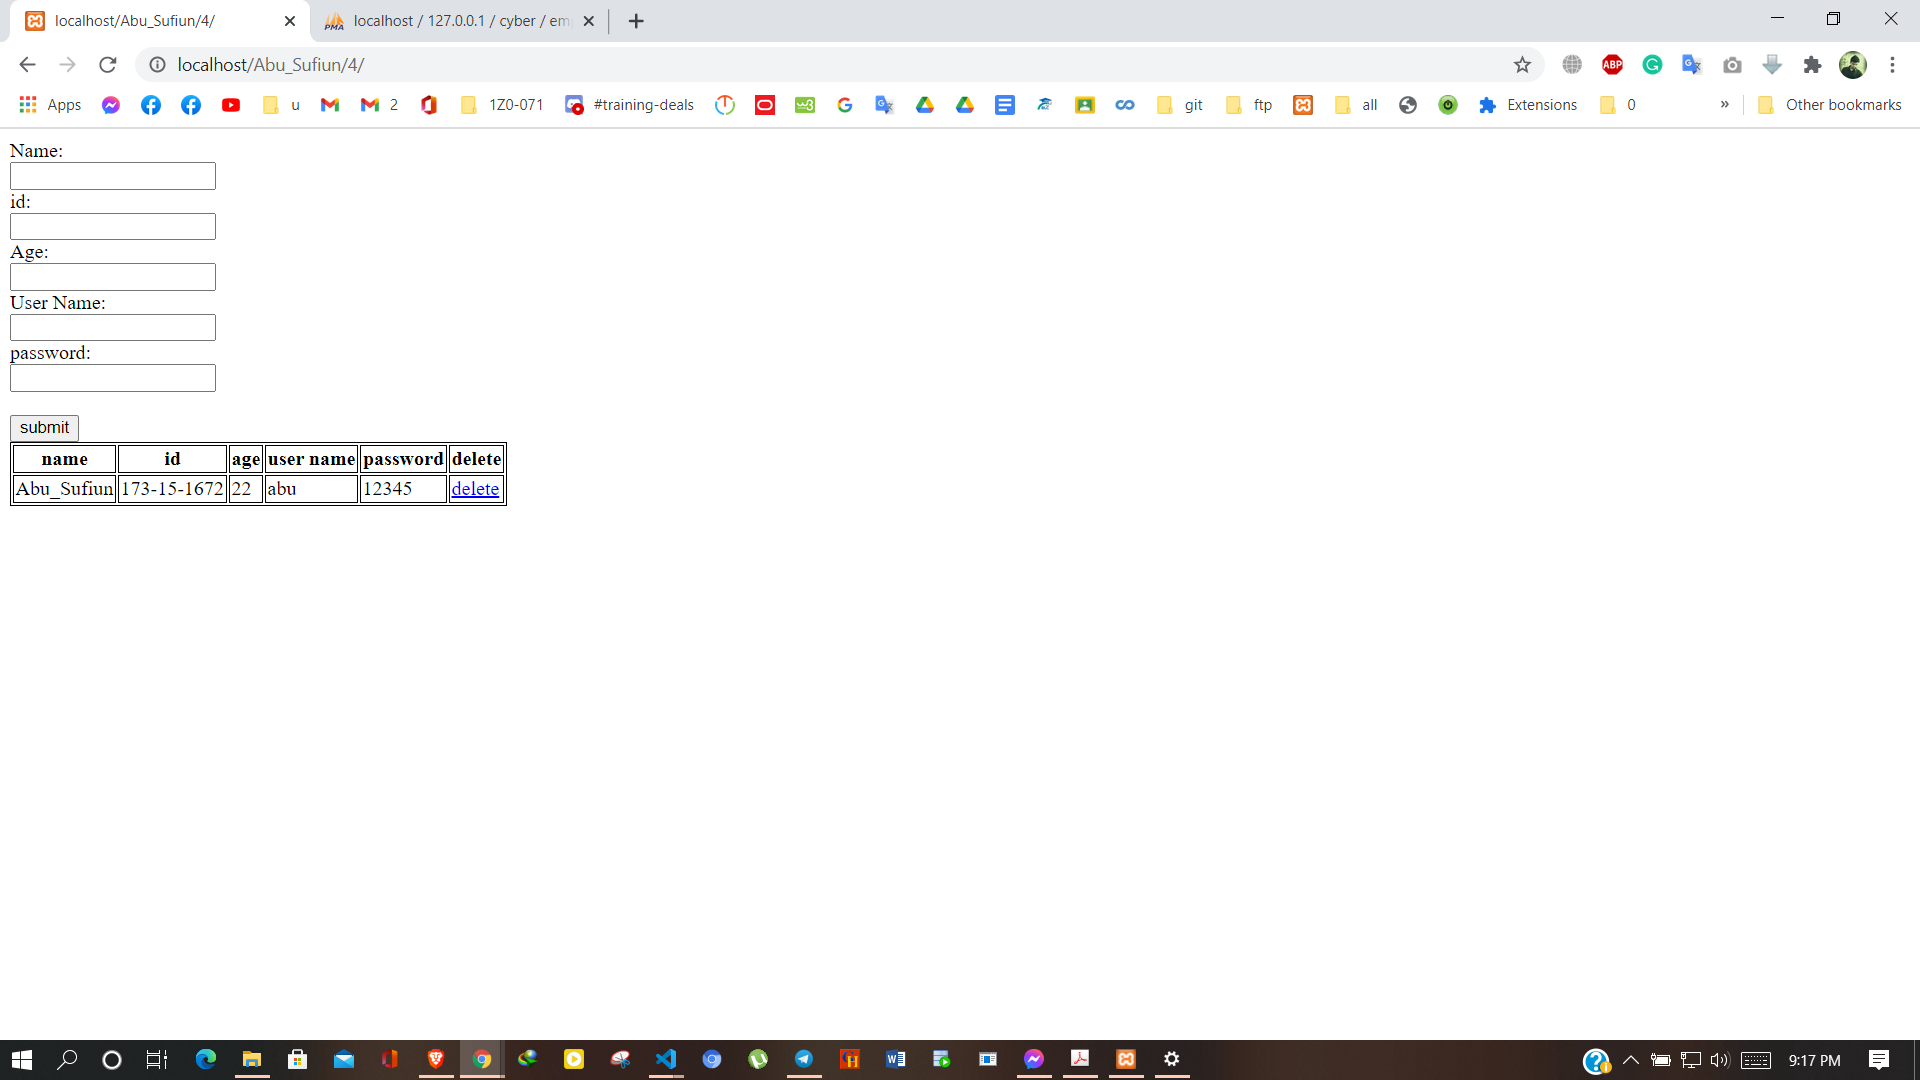 localhost/Abu_Sufiun/4/
localhost / 127.0.0.1 / cyber / em
localhost/Abu_Sufiun/4/
ABP
Apps
u
2
1Z0-071
#training-deals
git
ftp
all
Extensions
0
»
Other bookmarks
Name:
id:
Age:
User Name:
password:
submit
name id age user name password delete
Abu_Sufiun 173-15-1672 22 abu 12345 delete
9:17 PM